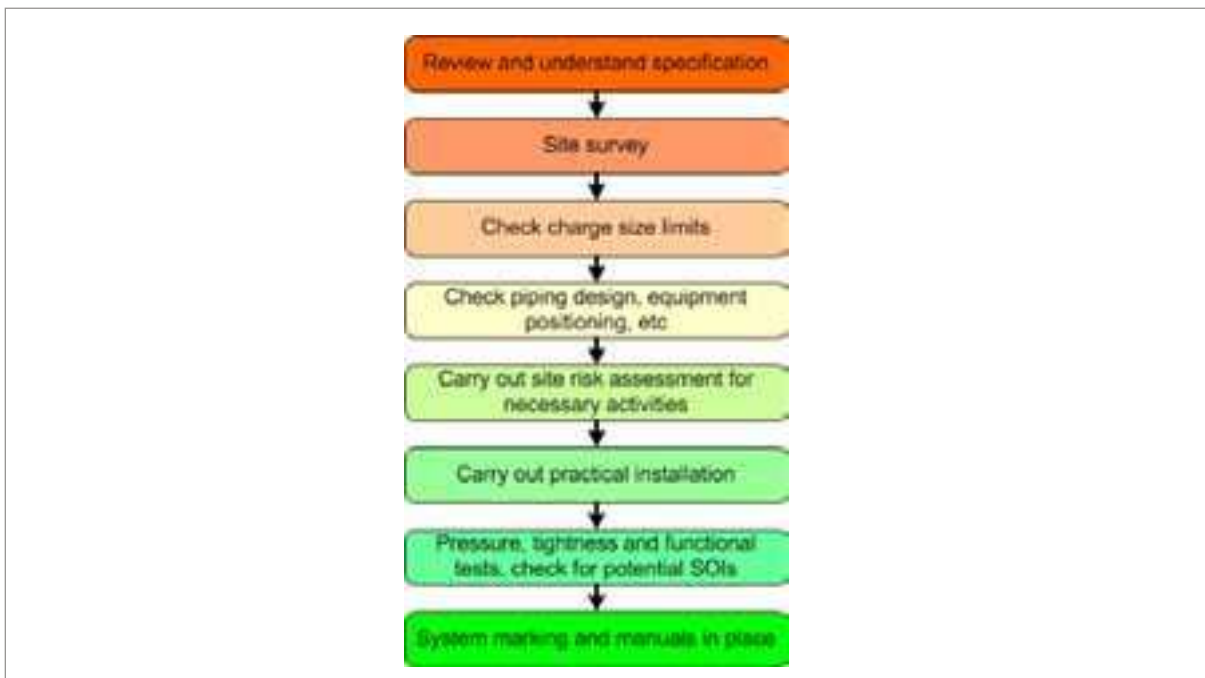 Review and understand specification
Site survey
Check charge size limits
Check piping design, equipment
positioning, etc
Carry out site risk assessment for
necessary activities
Carry out practical installation
Pressure, tightness and functional
tests, check for potential SOIs
System marking and manuals in place